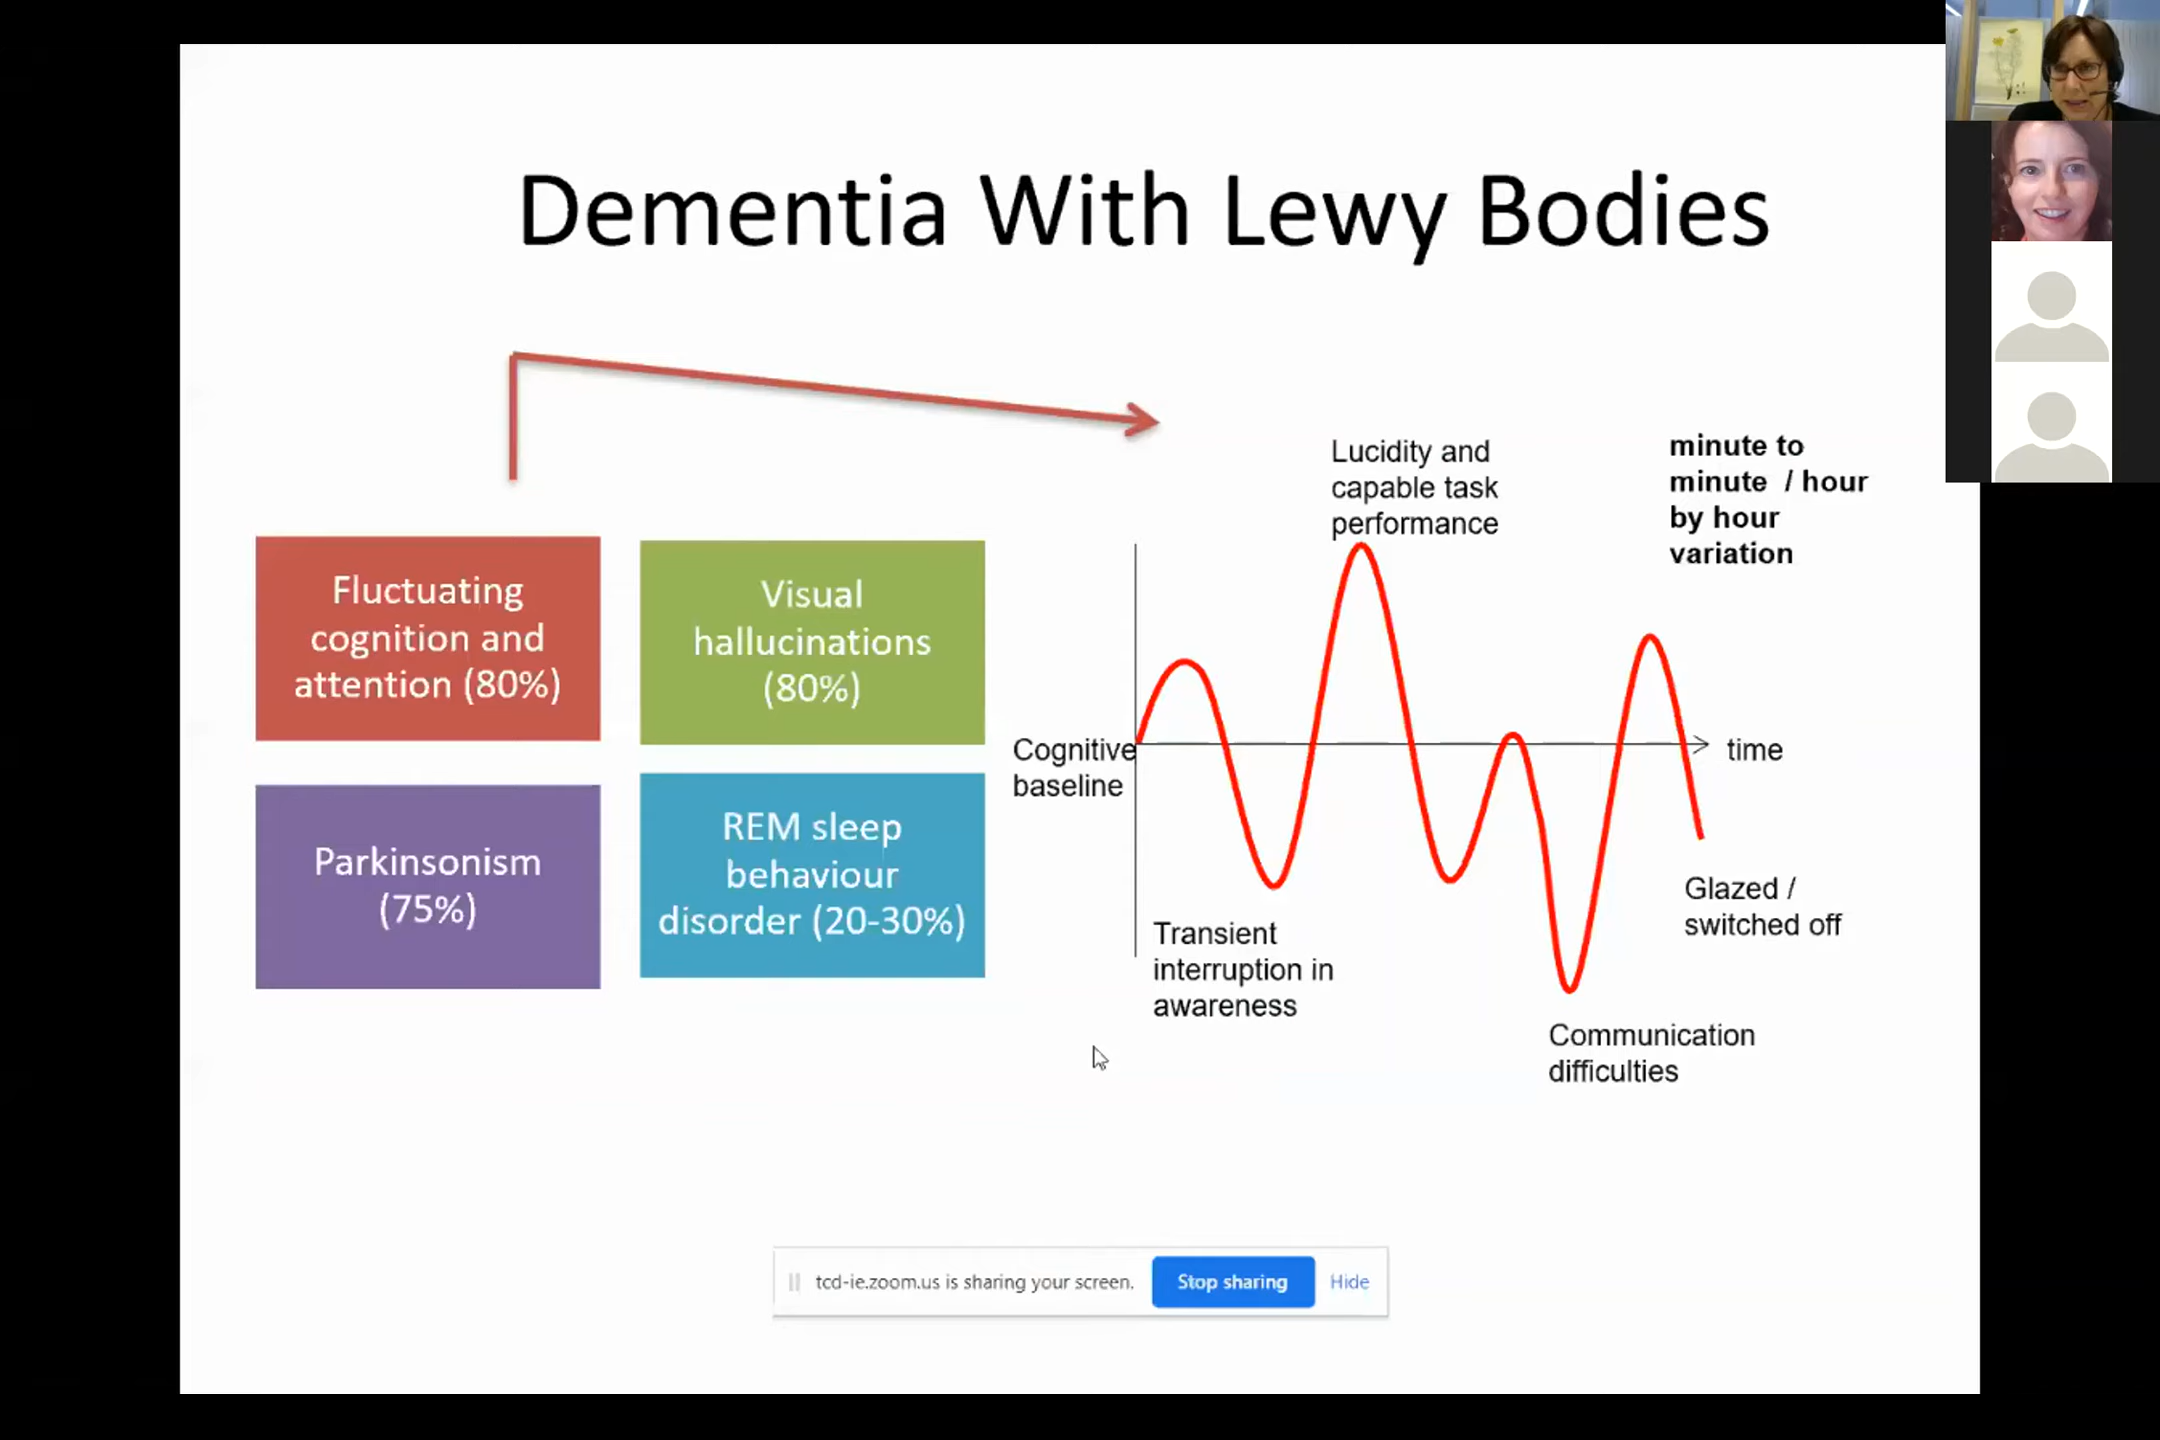 Dementia With Lewy Bodies
Fluctuating
cognition and
attention (80%)
Visual
hallucinations
(80%)
Parkinsonism
(75%)
REM sleep
behaviour
disorder (20-30%)
Lucidity and
capable task
performance
minute to
minute / hour
by hour
variation
Cognitive
baseline
time
Transient
interruption in
awareness
Glazed /
switched off
Communication
difficulties
tcd-ie.zoom.us is sharing your screen.
Stop sharing
Hide